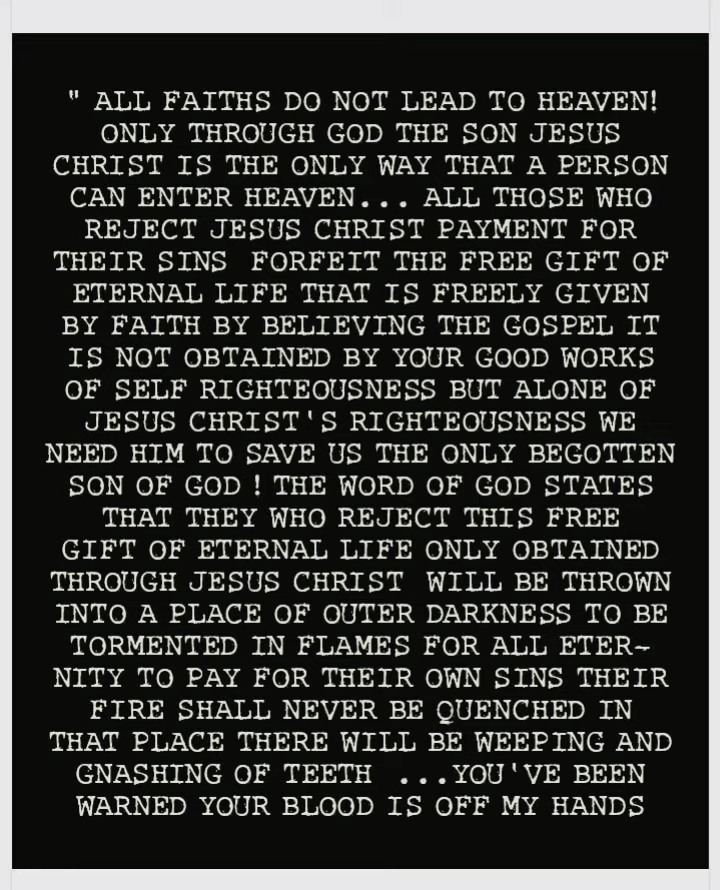 " ALL FAITHS DO NOT LEAD TO HEAVEN!
ONLY THROUGH GOD THE SON JESUS
CHRIST IS THE ONLY WAY THAT A PERSON
CAN ENTER HEAVEN... ALL THOSE WHO
REJECT JESUS CHRIST PAYMENT FOR
THEIR SINS  FORFEIT THE FREE GIFT OF
ETERNAL LIFE THAT IS FREELY GIVEN
BY FAITH BY BELIEVING THE GOSPEL IT
IS NOT OBTAINED BY YOUR GOOD WORKS
OF SELF RIGHTEOUSNESS BUT ALONE OF
JESUS CHRIST'S RIGHTEOUSNESS WE
NEED HIM TO SAVE US THE ONLY BEGOTTEN
SON OF GOD ! THE WORD OF GOD STATES
THAT THEY WHO REJECT THIS FREE
GIFT OF ETERNAL LIFE ONLY OBTAINED
THROUGH JESUS CHRIST  WILL BE THROWN
INTO A PLACE OF OUTER DARKNESS TO BE
TORMENTED IN FLAMES FOR ALL ETER-
NITY TO PAY FOR THEIR OWN SINS THEIR
FIRE SHALL NEVER BE QUENCHED IN
THAT PLACE THERE WILL BE WEEPING AND
GNASHING OF TEETH  ...YOU'VE BEEN
WARNED YOUR BLOOD IS OFF MY HANDS